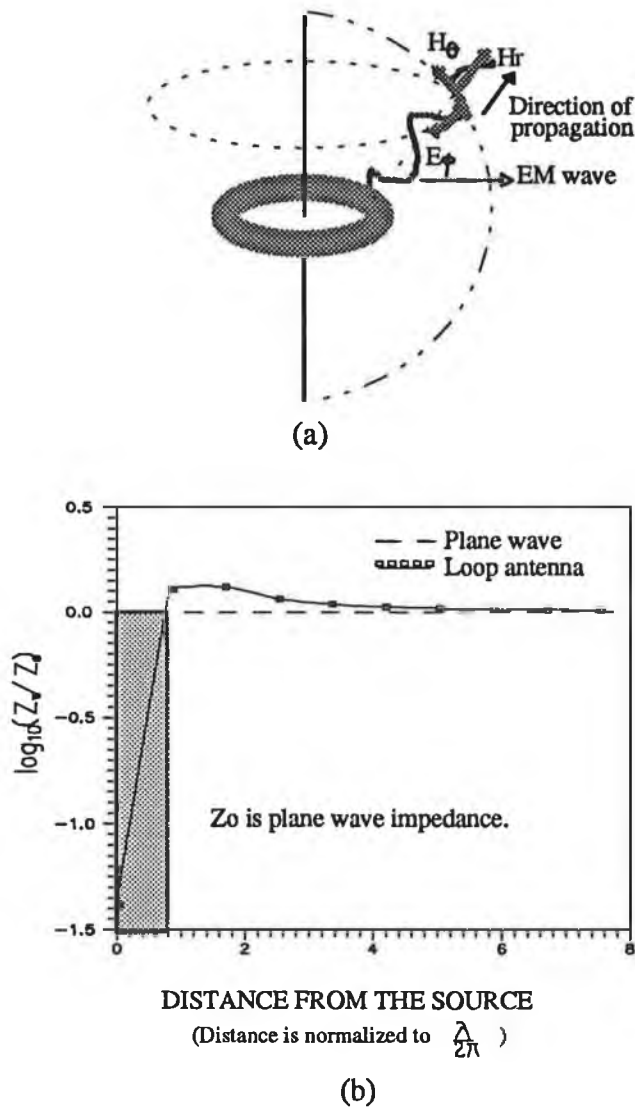 Hθ
Hr
Direction of
propagation
Eφ
EM wave
(a)
0.5
Plane wave
Loop antenna
0.0
-0.5
log10(Zw/Zo)
-1.0
Zo is plane wave impedance.
-1.5
0 2 4 6 8
DISTANCE FROM THE SOURCE
(Distance is normalized to λ/2π )
(b)